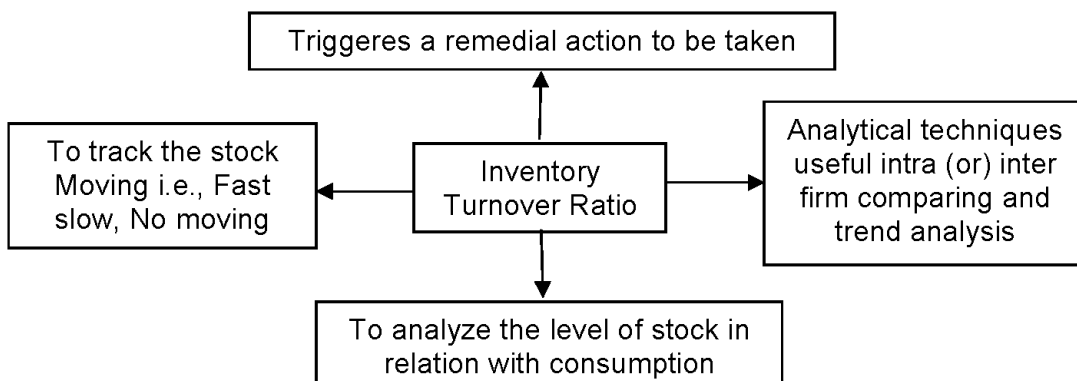 Triggeres a remedial action to be taken
To track the stock
Moving i.e., Fast
slow, No moving
Inventory
Turnover Ratio
Analytical techniques
useful intra (or) inter
firm comparing and
trend analysis
To analyze the level of stock in
relation with consumption